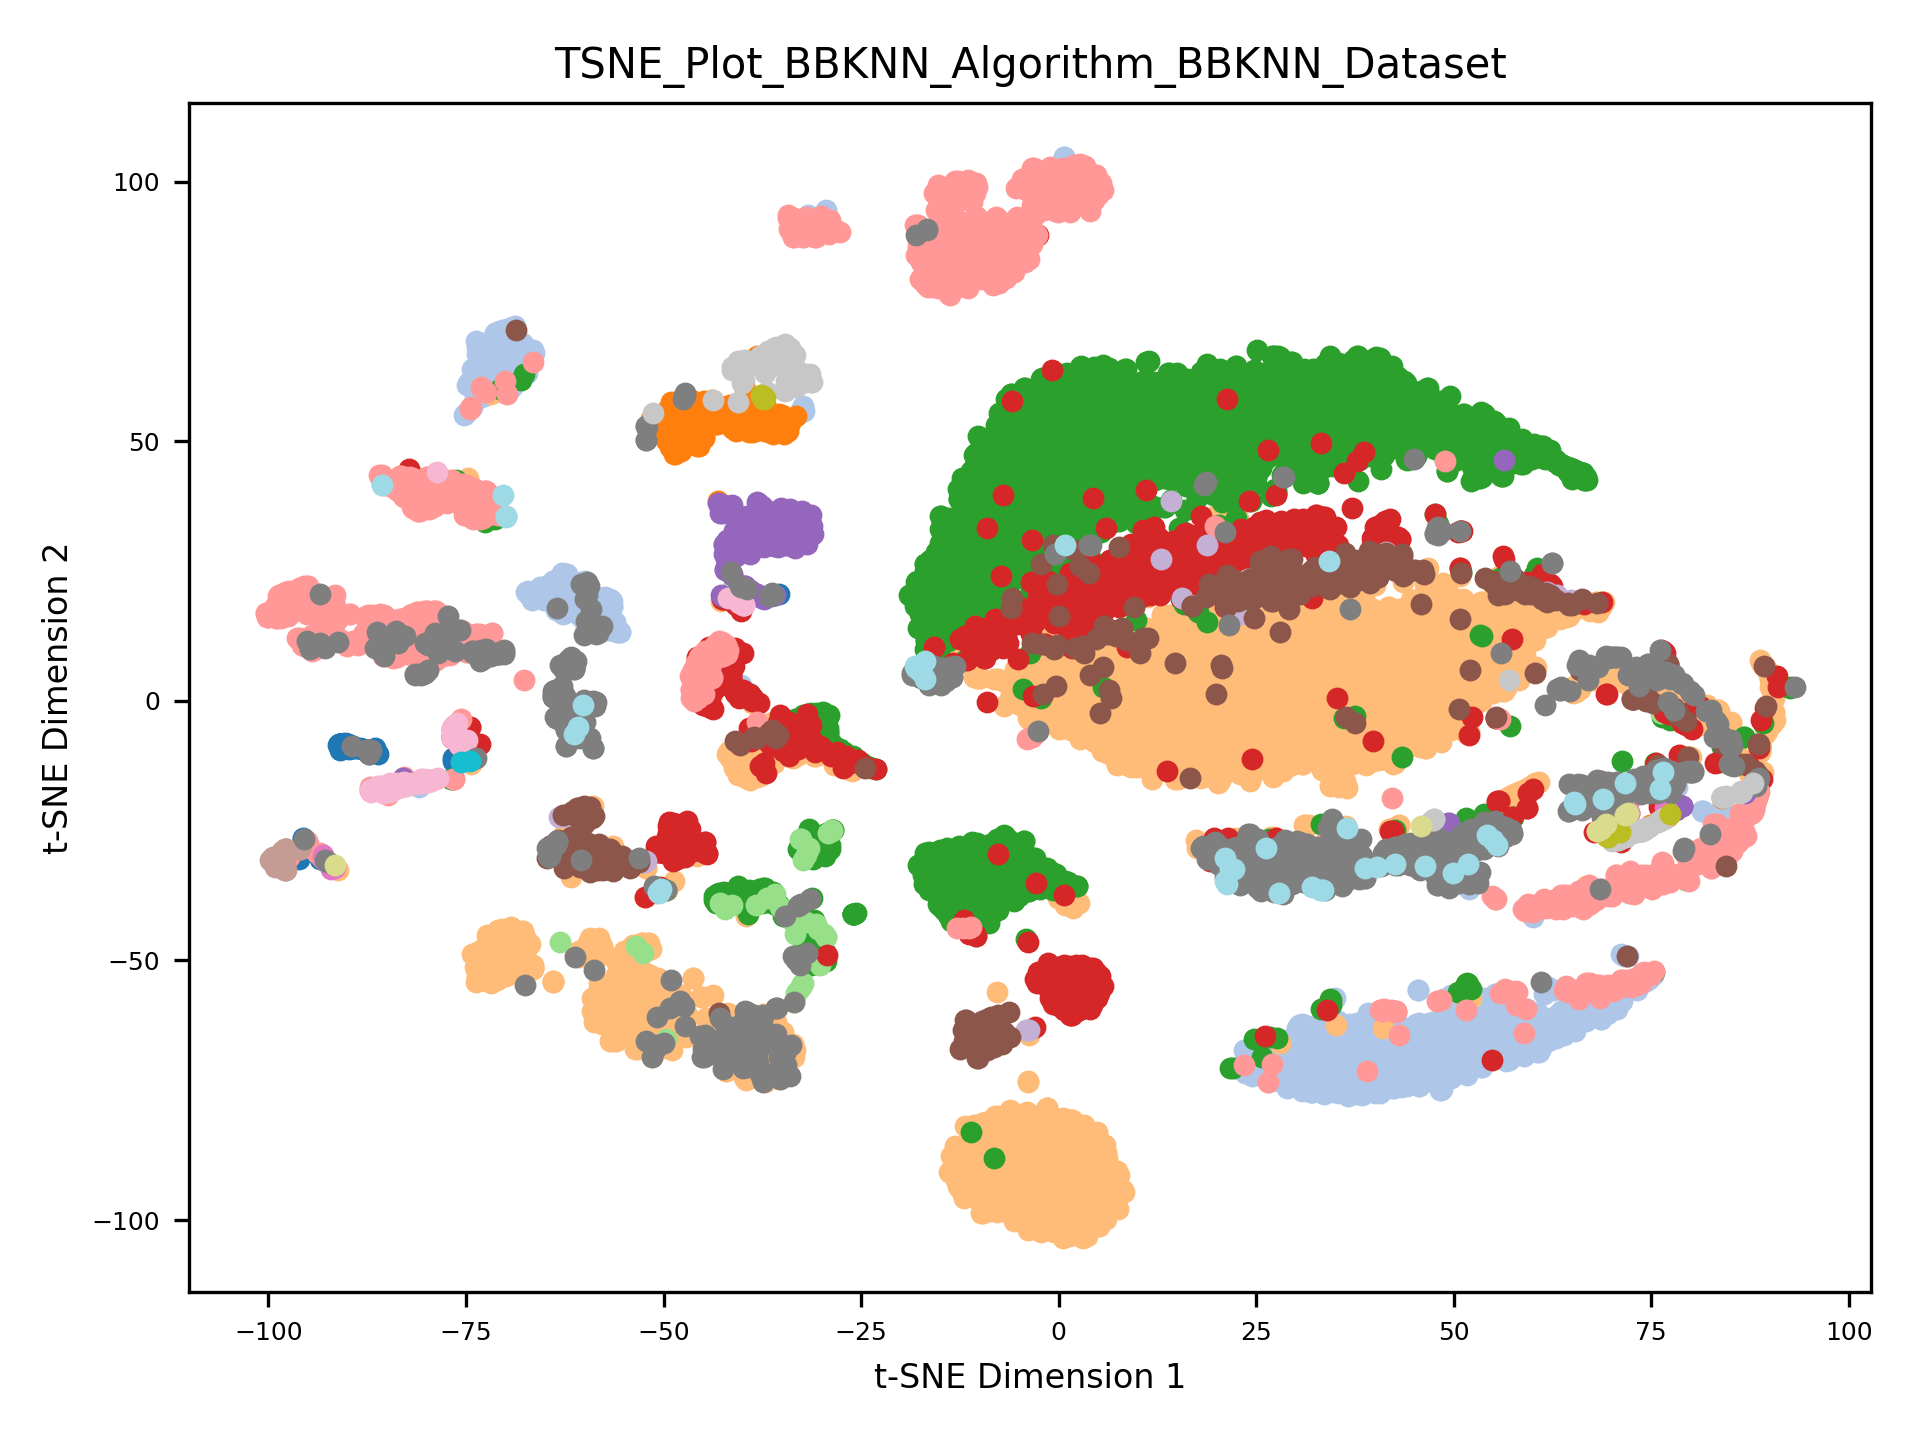 TSNE_Plot_BBKNN_Algorithm_BBKNN_Dataset
100
50
0
−50
−100
t-SNE Dimension 2
−100 −75 −50 −25 0 25 50 75 100
t-SNE Dimension 1